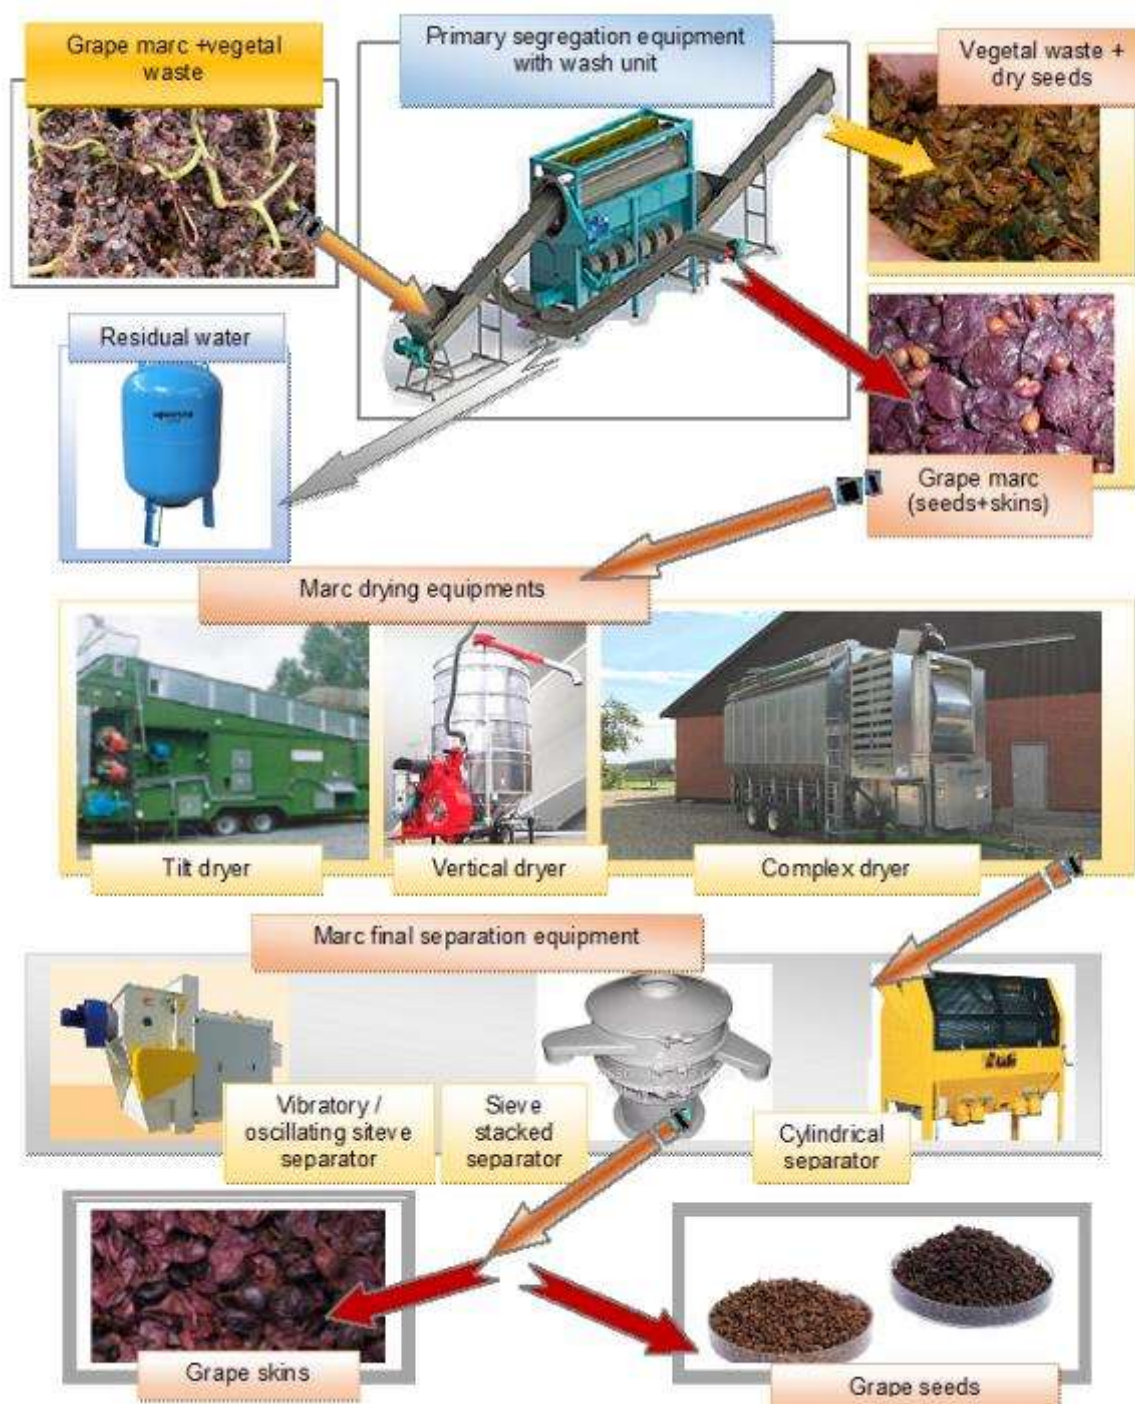 Grape marc +vegetal
waste
Primary segregation equipment
with wash unit
Vegetal waste +
dry seeds
Residual water
Grape marc
(seeds+skins)
Marc drying equipments
Tilt dryer
Vertical dryer
Complex dryer
Marc final separation equipment
Vibratory /
oscillating siteve
separator
Sieve
stacked
separator
Cylindrical
separator
Grape skins
Grape seeds